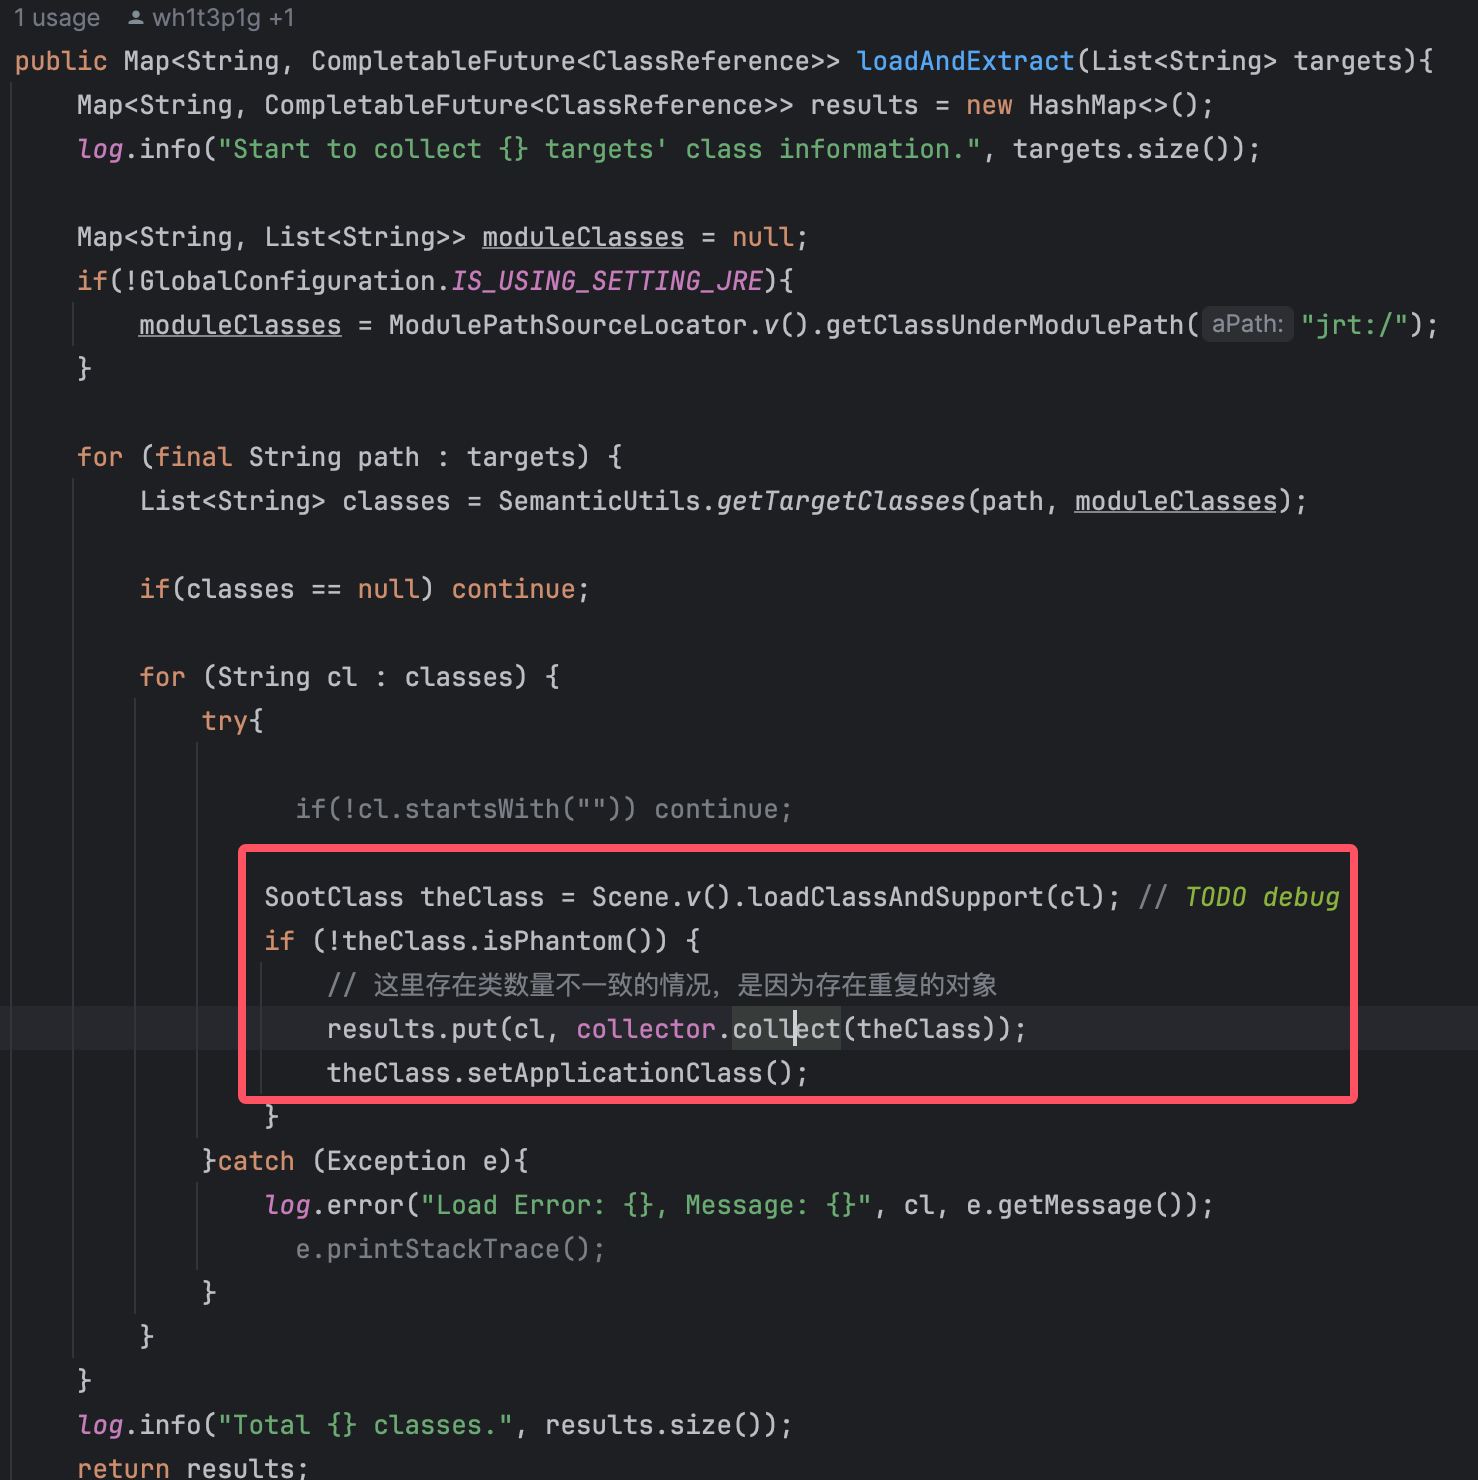 1 usage wh1t3p1g +1
public Map<String, CompletableFuture<ClassReference>> loadAndExtract(List<String> targets){
Map<String, CompletableFuture<ClassReference>> results = new HashMap<>();
log.info("Start to collect {} targets' class information.", targets.size());
Map<String, List<String>> moduleClasses = null;
if(!GlobalConfiguration.IS_USING_SETTING_JRE){
moduleClasses = ModulePathSourceLocator.v().getClassUnderModulePath( aPath: "jrt:/");
}
for (final String path : targets) {
List<String> classes = SemanticUtils.getTargetClasses(path, moduleClasses);
if(classes == null) continue;
for (String cl : classes) {
try{
if(!cl.startsWith("")) continue;
SootClass theClass = Scene.v().loadClassAndSupport(cl); // TODO debug
if (!theClass.isPhantom()) {
// 这里存在类数量不一致的情况，是因为存在重复的对象
results.put(cl, collector.collect(theClass));
theClass.setApplicationClass();
}
}catch (Exception e){
log.error("Load Error: {}, Message: {}", cl, e.getMessage());
e.printStackTrace();
}
}
}
log.info("Total {} classes.", results.size());
return results;